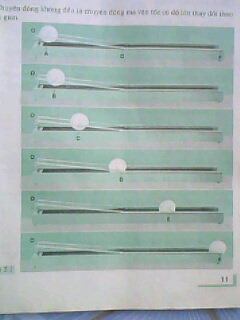 chuyển động không đều là chuyển động mà vận tốc có độ lớn thay đổi theo
gian.
A
D
F
B
C
D
E
F
11